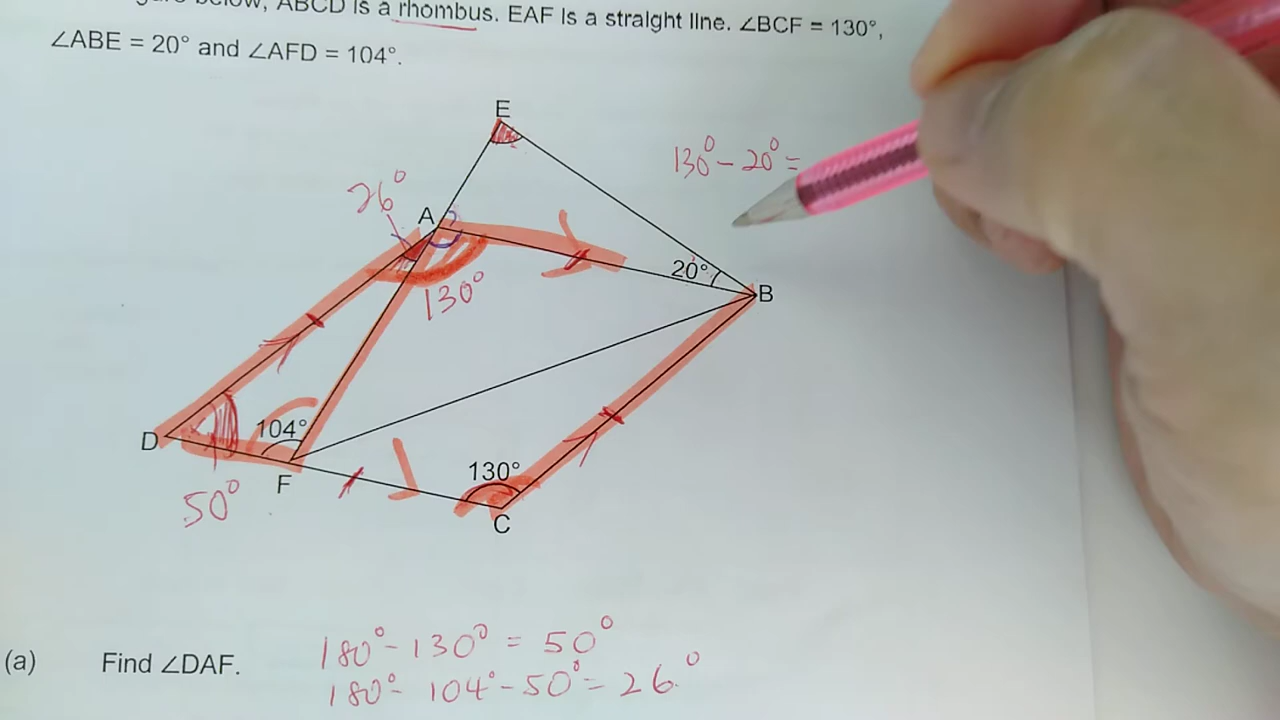 below, ABCD is a rhombus. EAF is a straight line. ∠BCF = 130°,
∠ABE = 20° and ∠AFD = 104°.
E
130° - 20° =
26°
A
20°
B
130°
D
104°
F
50°
130°
C
(a) Find ∠DAF.
180° - 130° = 50°
180° - 104° - 50° = 26°